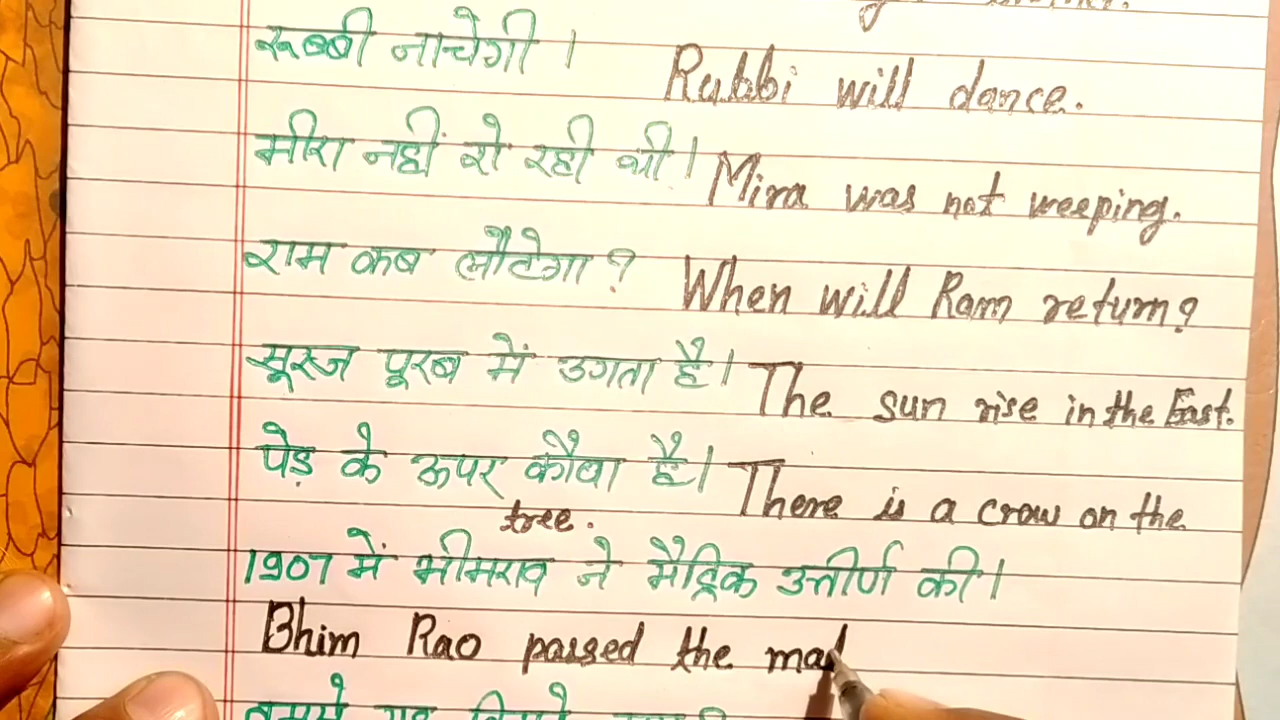 रूब्बी नाचेगी। Rubbi will dance.
मीरा नहीं रो रही थी। Mira was not weeping.
राम कब लौटेगा? When will Ram return?
सूरज पूरब में उगता है। The sun rise in the East.
पेड़ के ऊपर कौवा है। There is a crow on the
tree.
1907 में भीमराव ने मैट्रिक उत्तीर्ण की।
Bhim Rao passed the mat